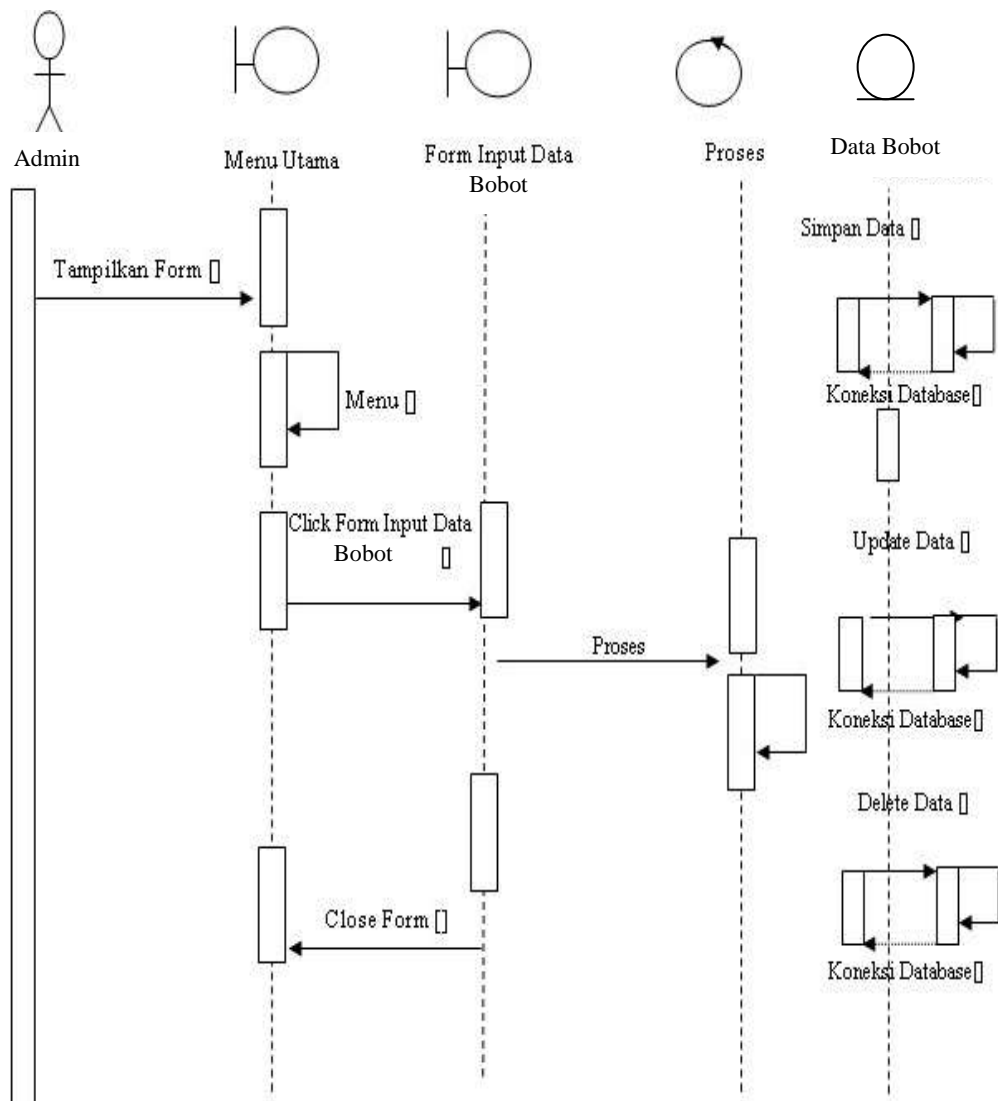 Admin
Menu Utama
Form Input Data
Bobot
Proses
Data Bobot
Simpan Data []
Tampilkan Form []
Koneksi Database[]
Menu []
Click Form Input Data
Bobot []
Update Data []
Proses
Koneksi Database[]
Delete Data []
Close Form []
Koneksi Database[]